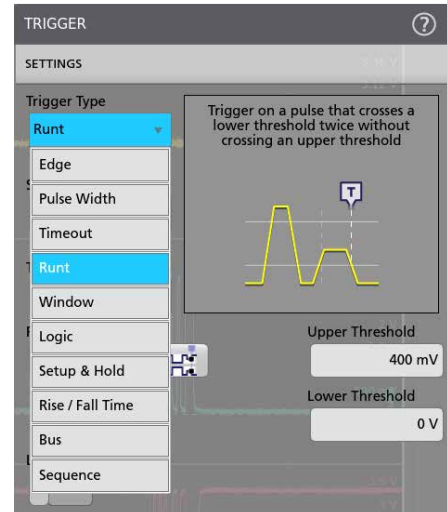 TRIGGER
?
SETTINGS
Trigger Type
Runt
Edge
Pulse Width
Timeout
Runt
Window
Logic
Setup & Hold
Rise / Fall Time
Bus
Sequence
Trigger on a pulse that crosses a
lower threshold twice without
crossing an upper threshold
T
Upper Threshold
400 mV
Lower Threshold
0 V